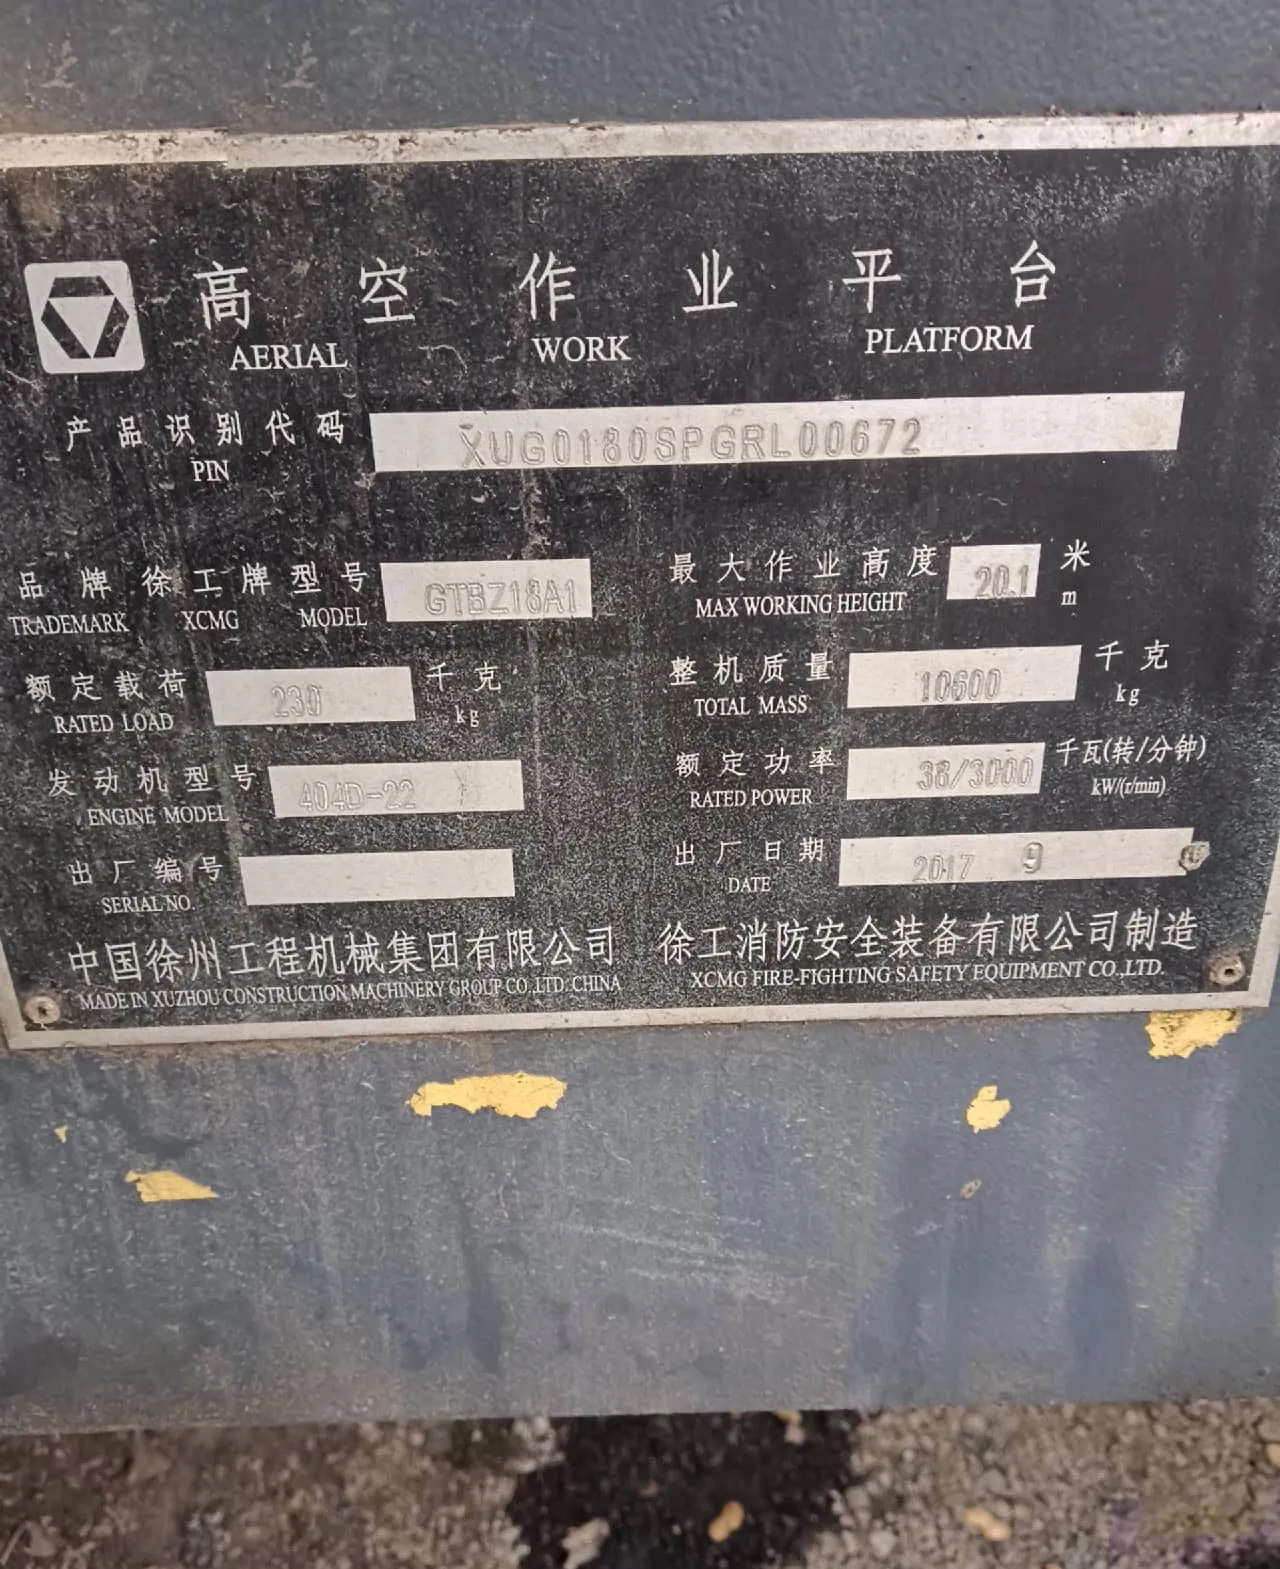 高空作业平台
AERIAL WORK PLATFORM
产品识别代码 XUG0180SPGRL00672
PIN
品牌 徐工牌 型号 GTBZ18A1 最大作业高度 20.1 米
TRADEMARK XCMG MODEL MAX WORKING HEIGHT m
额定载荷 230 千克 整机质量 10600 千克
RATED LOAD kg TOTAL MASS kg
发动机型号 404D-22 额定功率 38/3000 千瓦(转/分钟)
ENGINE MODEL RATED POWER kW/(r/min)
出厂编号 出厂日期 2017 9
SERIAL NO. DATE
中国徐州工程机械集团有限公司 徐工消防安全装备有限公司制造
MADE IN XUZHOU CONSTRUCTION MACHINERY GROUP CO.,LTD. CHINA XCMG FIRE-FIGHTING SAFETY EQUIPMENT CO.,LTD.